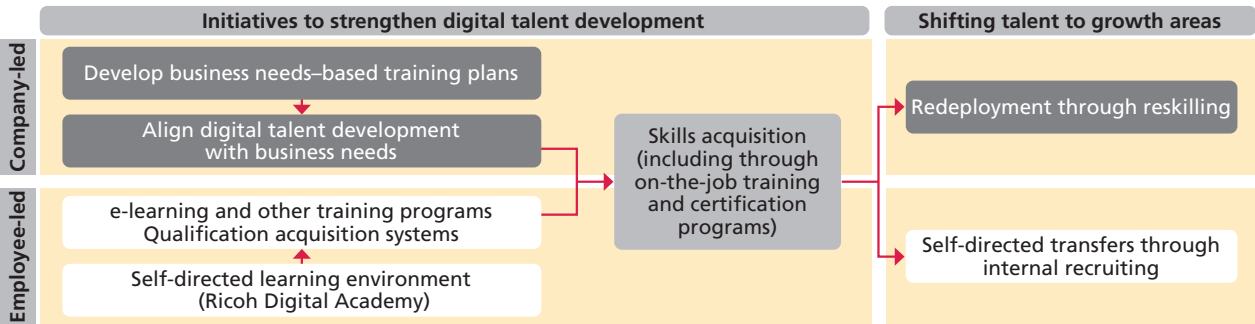 Initiatives to strengthen digital talent development
Shifting talent to growth areas
Company-led
Develop business needs–based training plans
Align digital talent development
with business needs
Employee-led
e-learning and other training programs
Qualification acquisition systems
Self-directed learning environment
(Ricoh Digital Academy)
Skills acquisition
(including through
on-the-job training
and certification
programs)
Redeployment through reskilling
Self-directed transfers through
internal recruiting